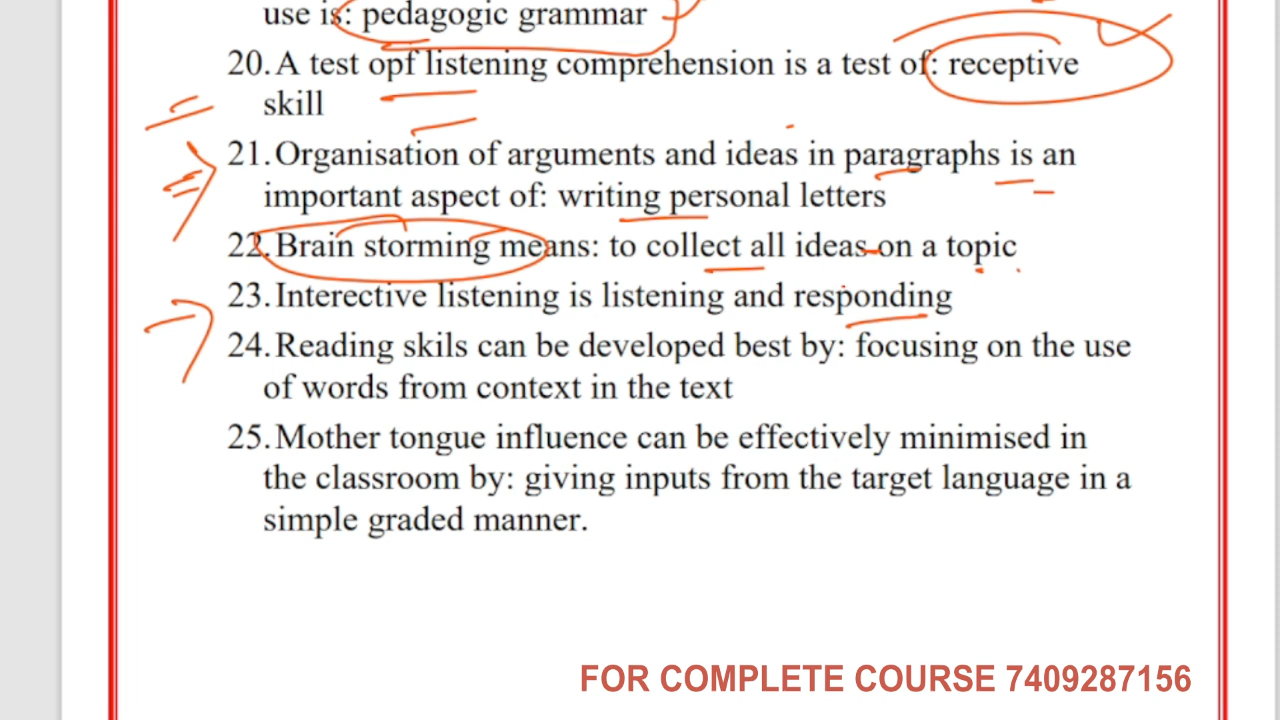 use is: pedagogic grammar
20. A test opf listening comprehension is a test of: receptive
skill
21. Organisation of arguments and ideas in paragraphs is an
important aspect of: writing personal letters
22. Brain storming means: to collect all ideas on a topic
23. Interective listening is listening and responding
24. Reading skils can be developed best by: focusing on the use
of words from context in the text
25. Mother tongue influence can be effectively minimised in
the classroom by: giving inputs from the target language in a
simple graded manner.
FOR COMPLETE COURSE 7409287156